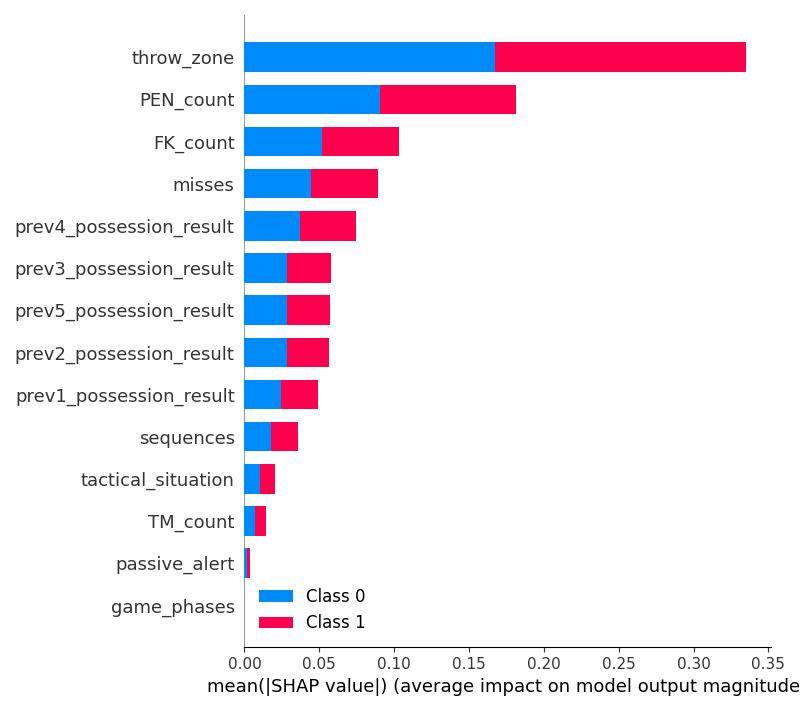 throw_zone
PEN_count
FK_count
misses
prev4_possession_result
prev3_possession_result
prev5_possession_result
prev2_possession_result
prev1_possession_result
sequences
tactical_situation
TM_count
passive_alert
game_phases
Class 0
Class 1
0.00 0.05 0.10 0.15 0.20 0.25 0.30 0.35
mean(|SHAP value|) (average impact on model output magnitude